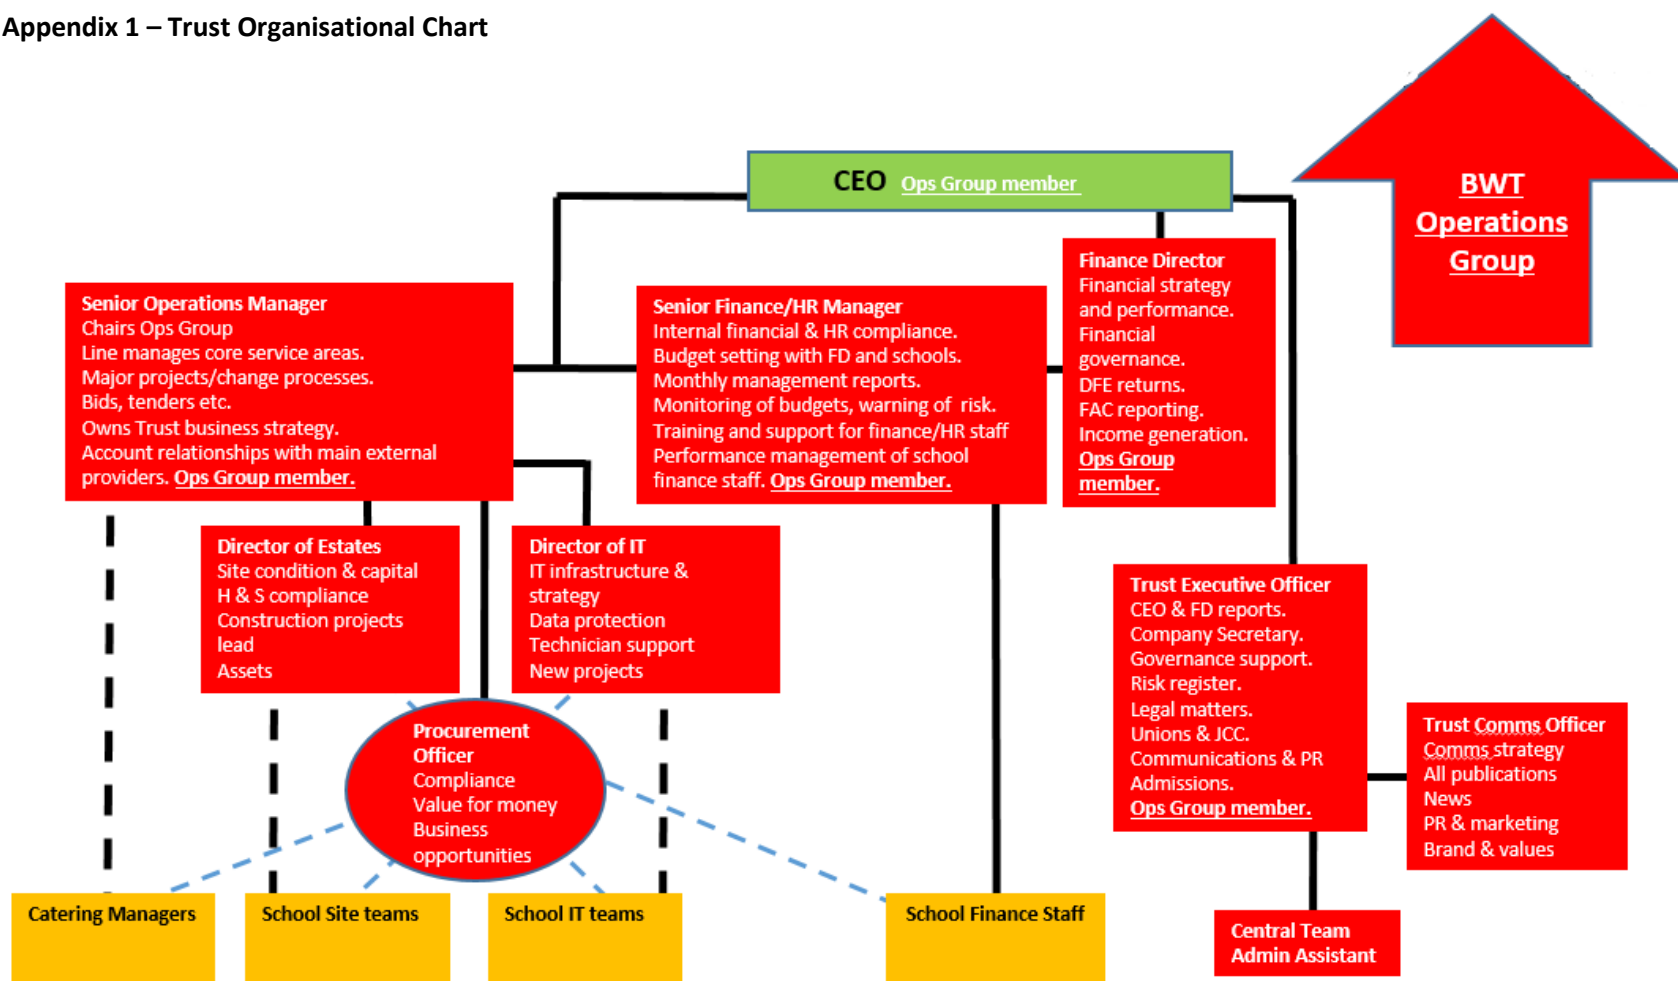 Appendix 1 – Trust Organisational Chart
BWT
Operations
Group
CEO Ops Group member
Finance Director
Financial strategy
and performance.
Financial
governance.
DFE returns.
FAC reporting.
Income generation.
Ops Group
member.
Senior Operations Manager
Chairs Ops Group
Line manages core service areas.
Major projects/change processes.
Bids, tenders etc.
Owns Trust business strategy.
Account relationships with main external
providers. Ops Group member.
Senior Finance/HR Manager
Internal financial & HR compliance.
Budget setting with FD and schools.
Monthly management reports.
Monitoring of budgets, warning of risk.
Training and support for finance/HR staff
Performance management of school
finance staff. Ops Group member.
Director of Estates
Site condition & capital
H & S compliance
Construction projects
lead
Assets
Director of IT
IT infrastructure &
strategy
Data protection
Technician support
New projects
Trust Executive Officer
CEO & FD reports.
Company Secretary.
Governance support.
Risk register.
Legal matters.
Unions & JCC.
Communications & PR
Admissions.
Ops Group member.
Procurement
Officer
Compliance
Value for money
Business
opportunities
Trust Comms Officer
Comms strategy
All publications
News
PR & marketing
Brand & values
Catering Managers
School Site teams
School IT teams
School Finance Staff
Central Team
Admin Assistant